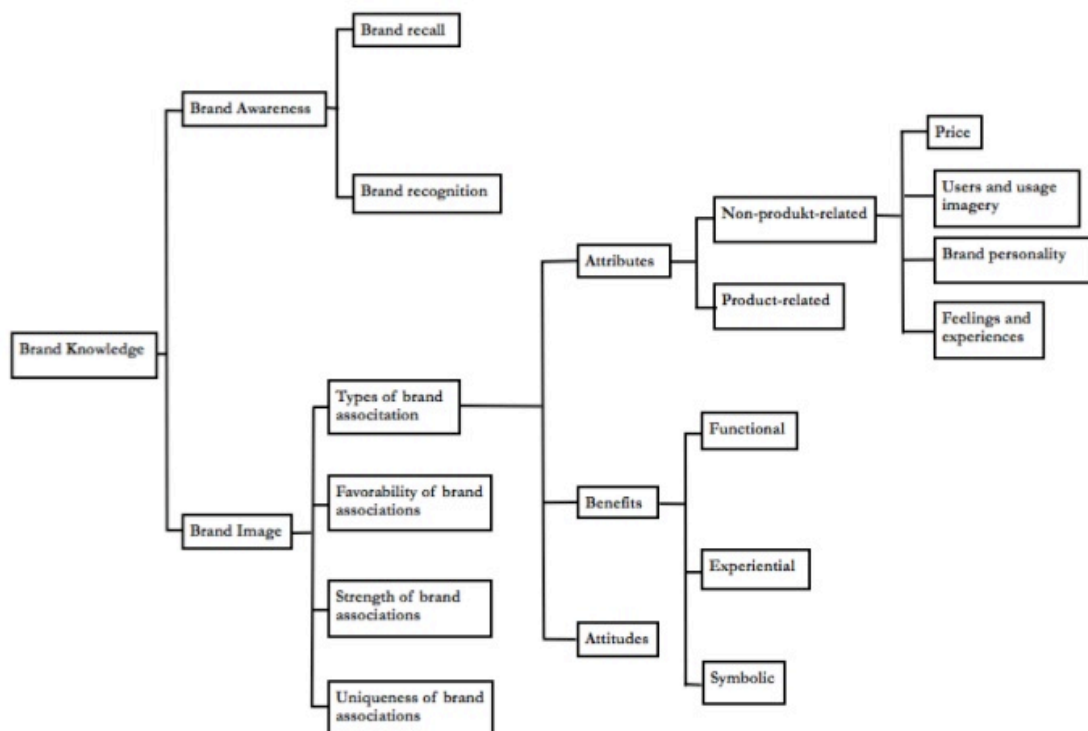 Brand recall
Brand Awareness
Brand recognition
Price
Users and usage
imagery
Non-produkt-related
Brand personality
Attributes
Product-related
Feelings and
experiences
Brand Knowledge
Types of brand
associtation
Functional
Favorability of brand
associations
Benefits
Brand Image
Experiential
Strength of brand
associations
Attitudes
Symbolic
Uniqueness of brand
associations